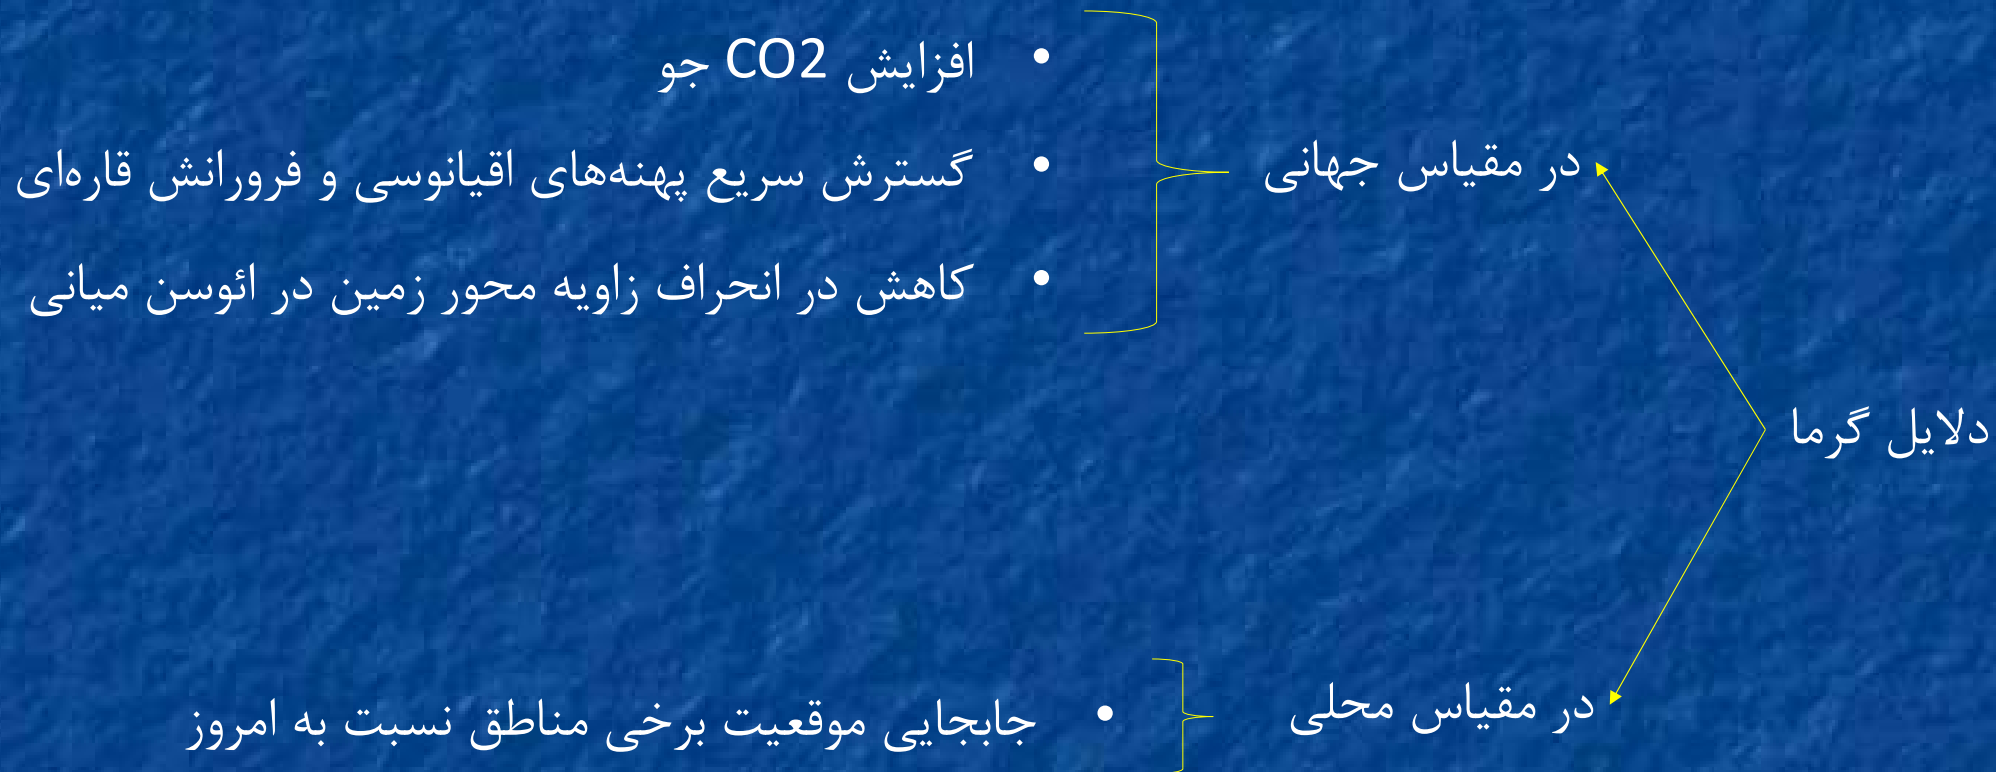 دلایل گرما
در مقیاس جهانی
• افزایش CO2 جو
• گسترش سریع پهنه‌های اقیانوسی و فرورانش قاره‌ای
• کاهش در انحراف زاویه محور زمین در ائوسن میانی
در مقیاس محلی
• جابجایی موقعیت برخی مناطق نسبت به امروز